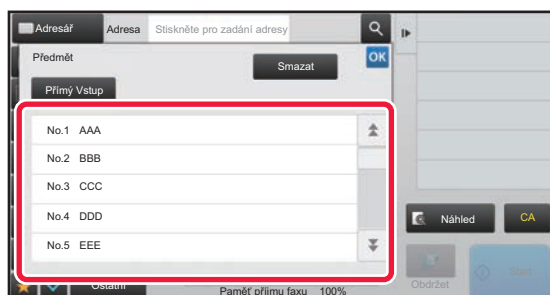 Adresář Adresa Stiskněte pro zadání adresy
Předmět Smazat OK
Přímý Vstup
No.1 AAA
No.2 BBB
No.3 CCC
No.4 DDD
No.5 EEE
Náhled CA
Ostatní Paměť příjmu faxu 100% Obdržet Start